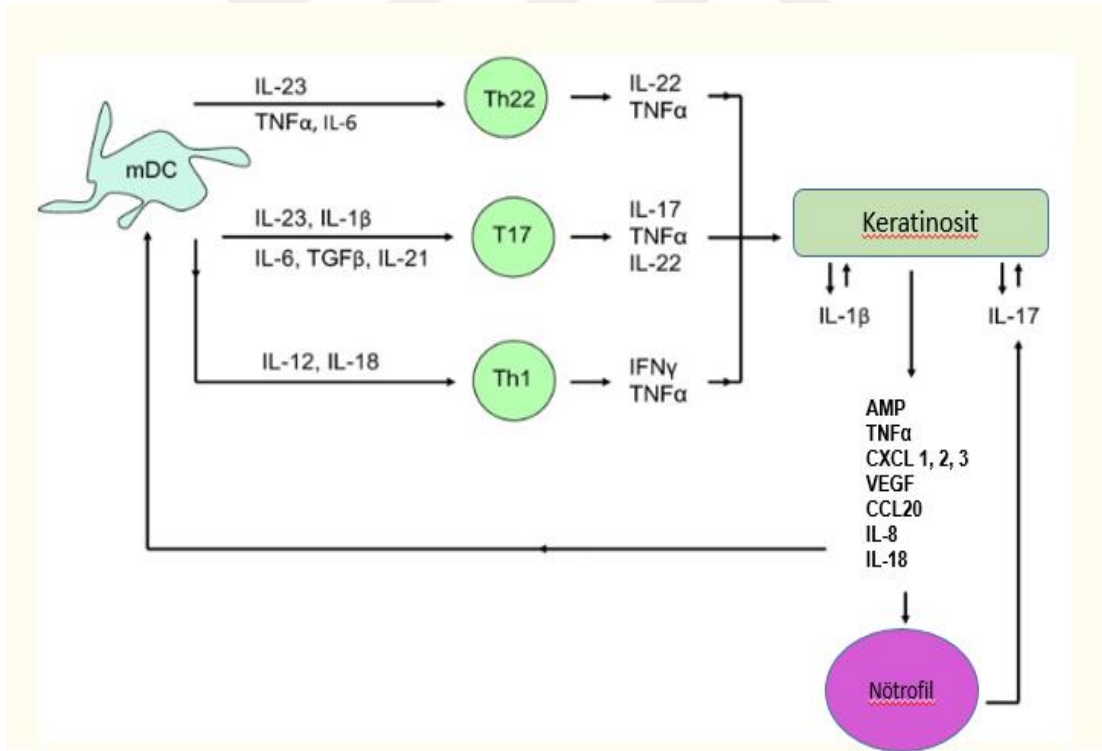 IL-23
TNFα, IL-6
Th22
IL-22
TNFα
mDC
IL-23, IL-1β
IL-6, TGFβ, IL-21
T17
IL-17
TNFα
IL-22
Keratinosit
IL-1β
IL-17
IL-12, IL-18
Th1
IFNγ
TNFα
AMP
TNFα
CXCL 1, 2, 3
VEGF
CCL20
IL-8
IL-18
Nötrofil